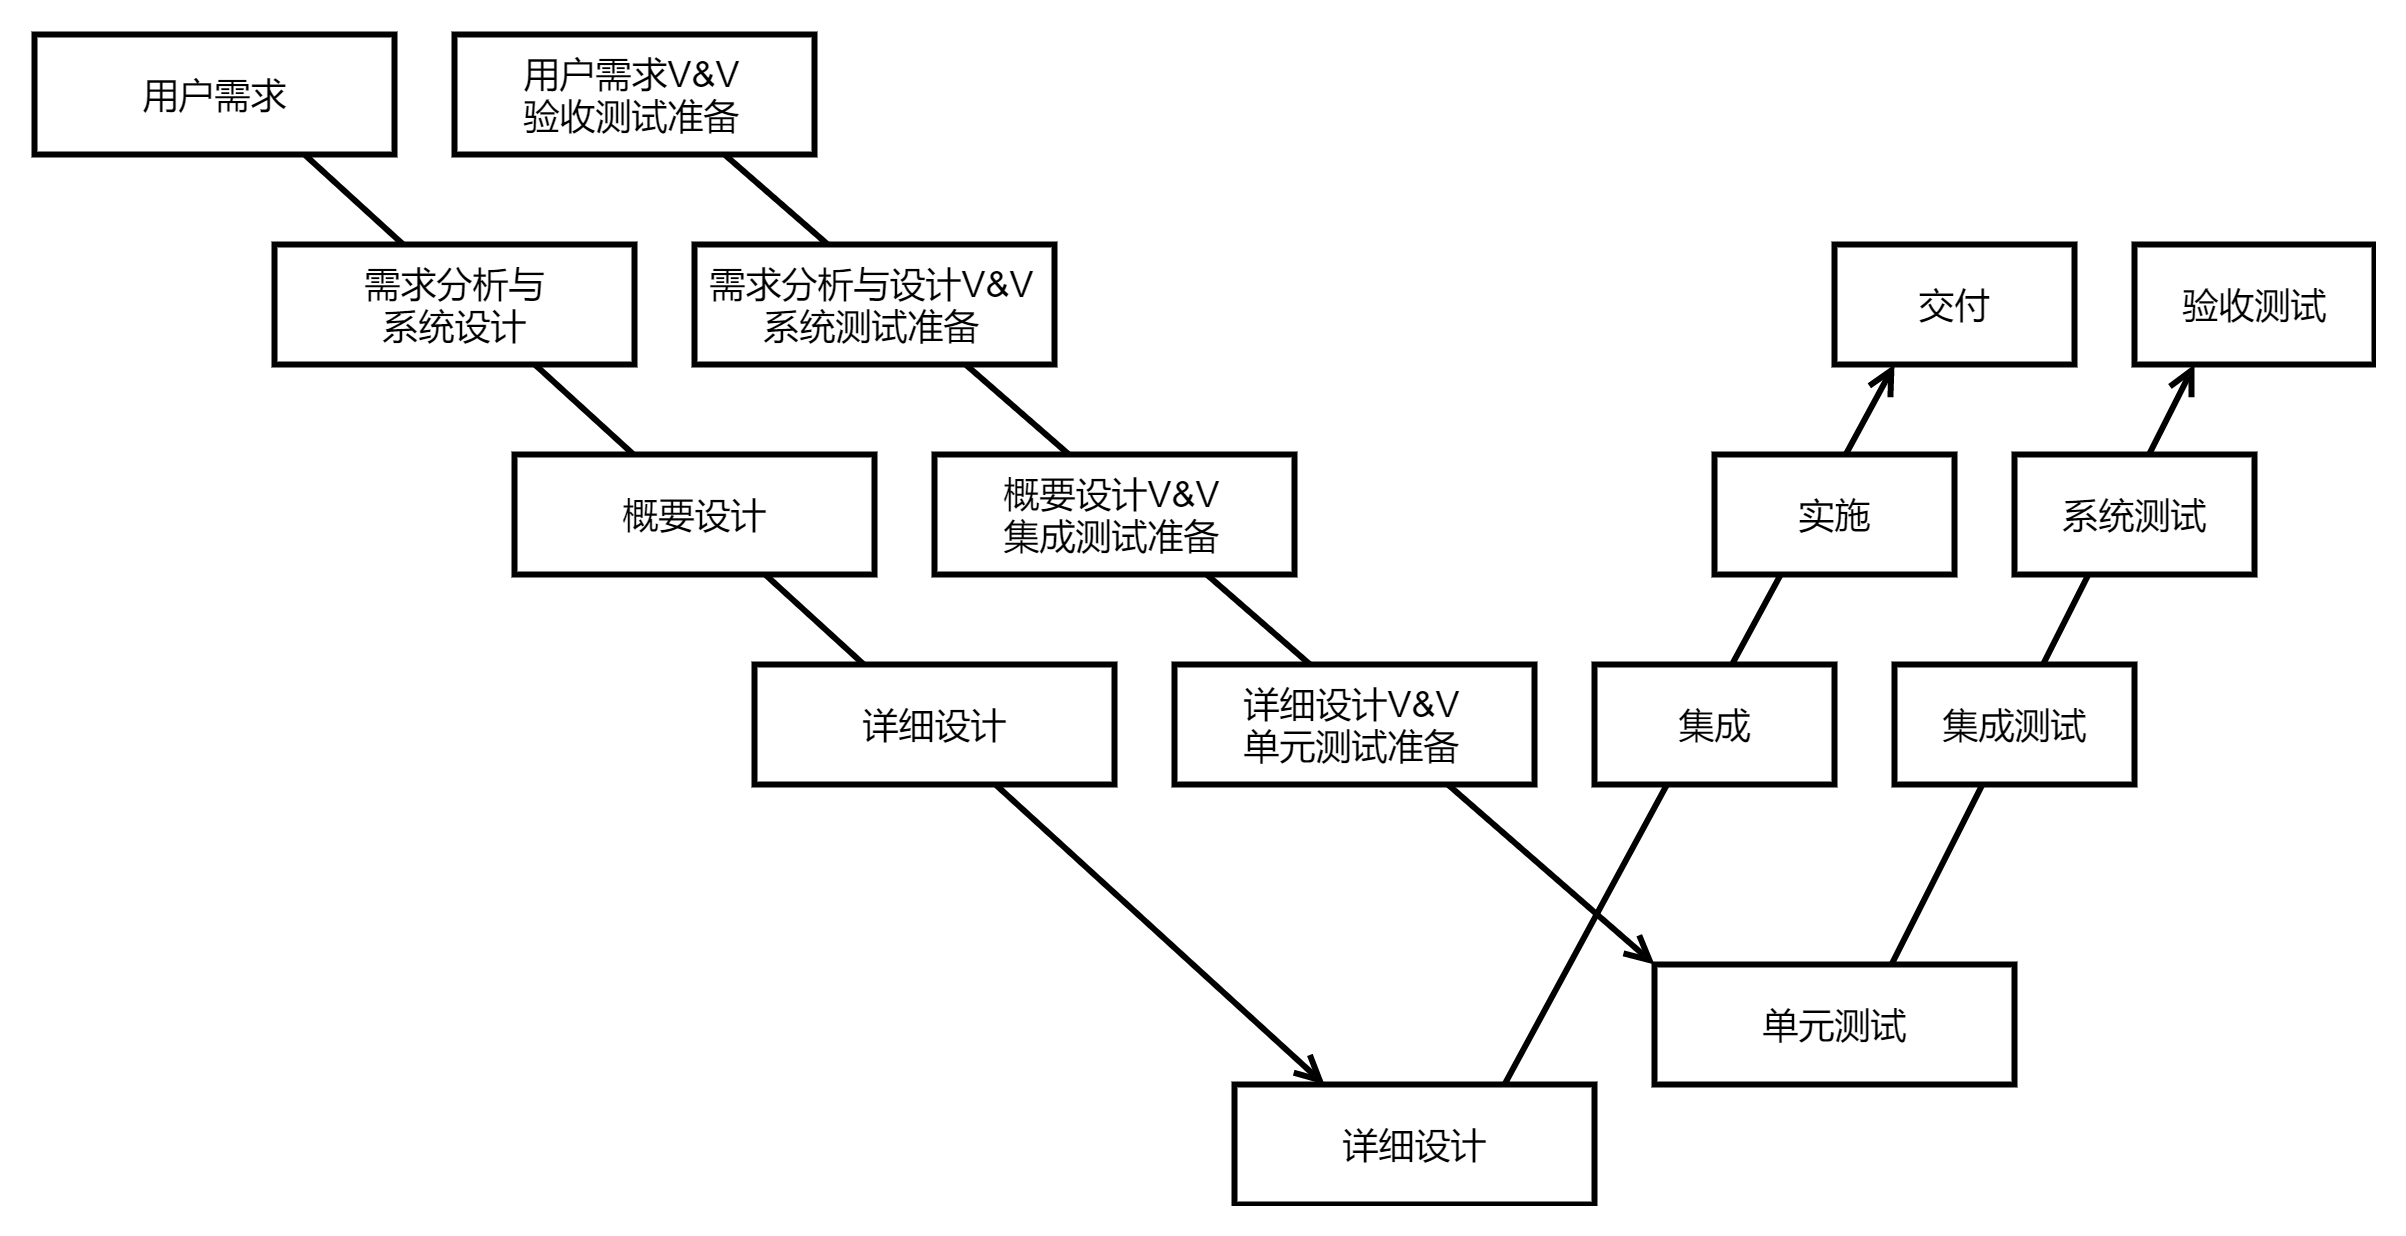 用户需求
用户需求V&V
验收测试准备
需求分析与
系统设计
需求分析与设计V&V
系统测试准备
交付
验收测试
概要设计
概要设计V&V
集成测试准备
实施
系统测试
详细设计
详细设计V&V
单元测试准备
集成
集成测试
单元测试
详细设计